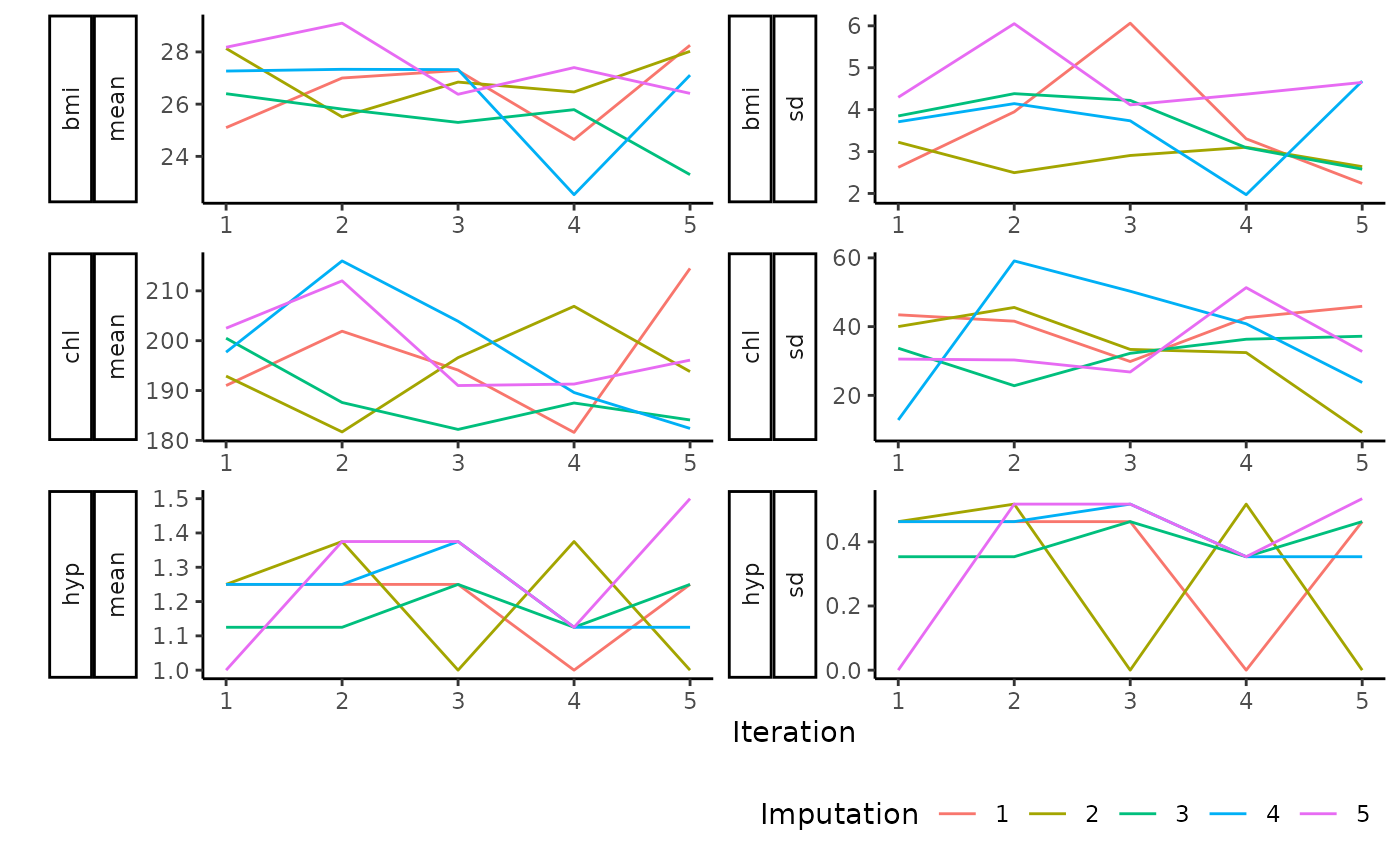 bmi
mean
28
26
24
1 2 3 4 5
bmi
sd
6
5
4
3
2
1 2 3 4 5
chl
mean
210
200
190
180
1 2 3 4 5
chl
sd
60
40
20
1 2 3 4 5
hyp
mean
1.5
1.4
1.3
1.2
1.1
1.0
1 2 3 4 5
hyp
sd
0.4
0.2
0.0
1 2 3 4 5
Iteration
Imputation 1 2 3 4 5